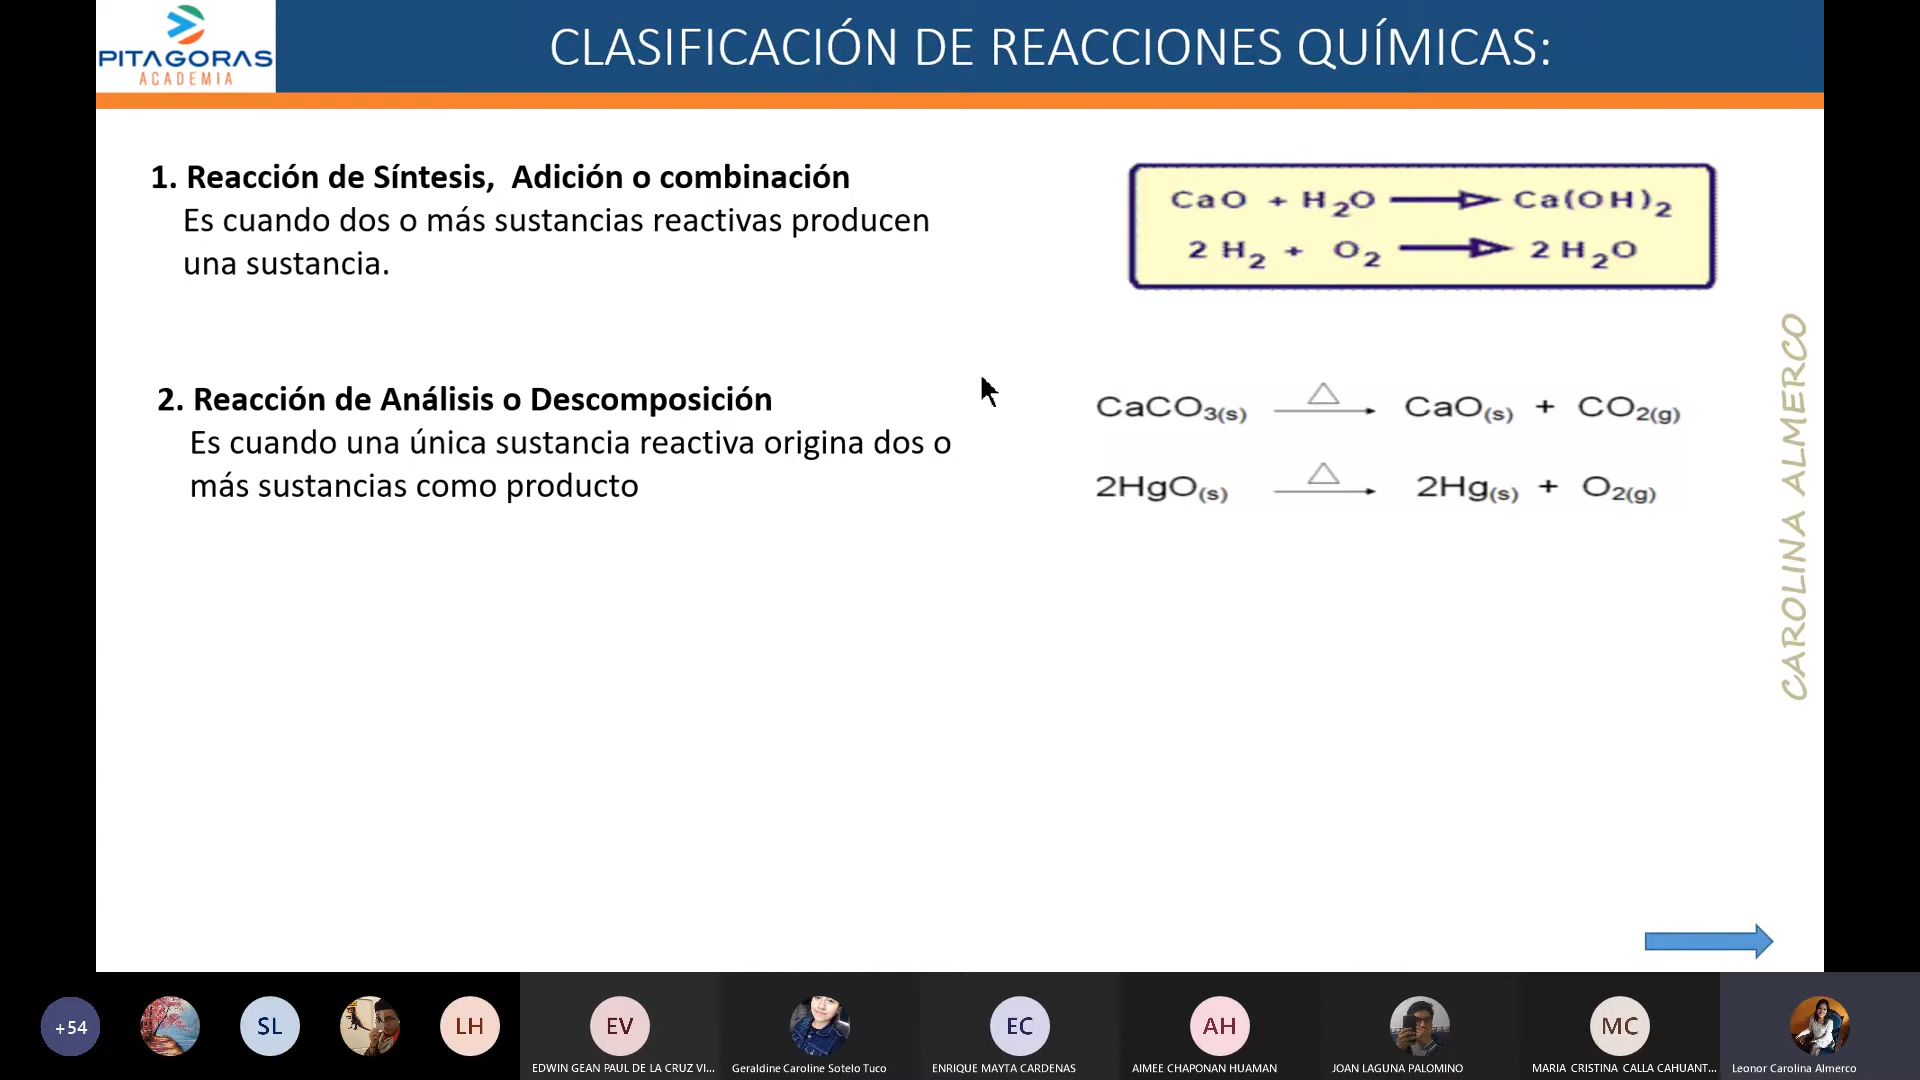 PITAGORAS
ACADEMIA
CLASIFICACIÓN DE REACCIONES QUÍMICAS:
1. Reacción de Síntesis, Adición o combinación
Es cuando dos o más sustancias reactivas producen
una sustancia.
CaO + H₂O → Ca(OH)₂
2 H₂ + O₂ → 2 H₂O
2. Reacción de Análisis o Descomposición
Es cuando una única sustancia reactiva origina dos o
más sustancias como producto
CaCO₃(s) △→ CaO(s) + CO₂(g)
2HgO(s) △→ 2Hg(s) + O₂(g)
CAROLINA ALMERCO
+54
SL
LH
EV
EC
AH
MC
EDWIN GEAN PAUL DE LA CRUZ VI...
Geraldine Caroline Sotelo Tuco
ENRIQUE MAYTA CARDENAS
AIMEE CHAPONAN HUAMAN
JOAN LAGUNA PALOMINO
MARIA CRISTINA CALLA CAHUANT...
Leonor Carolina Almerco